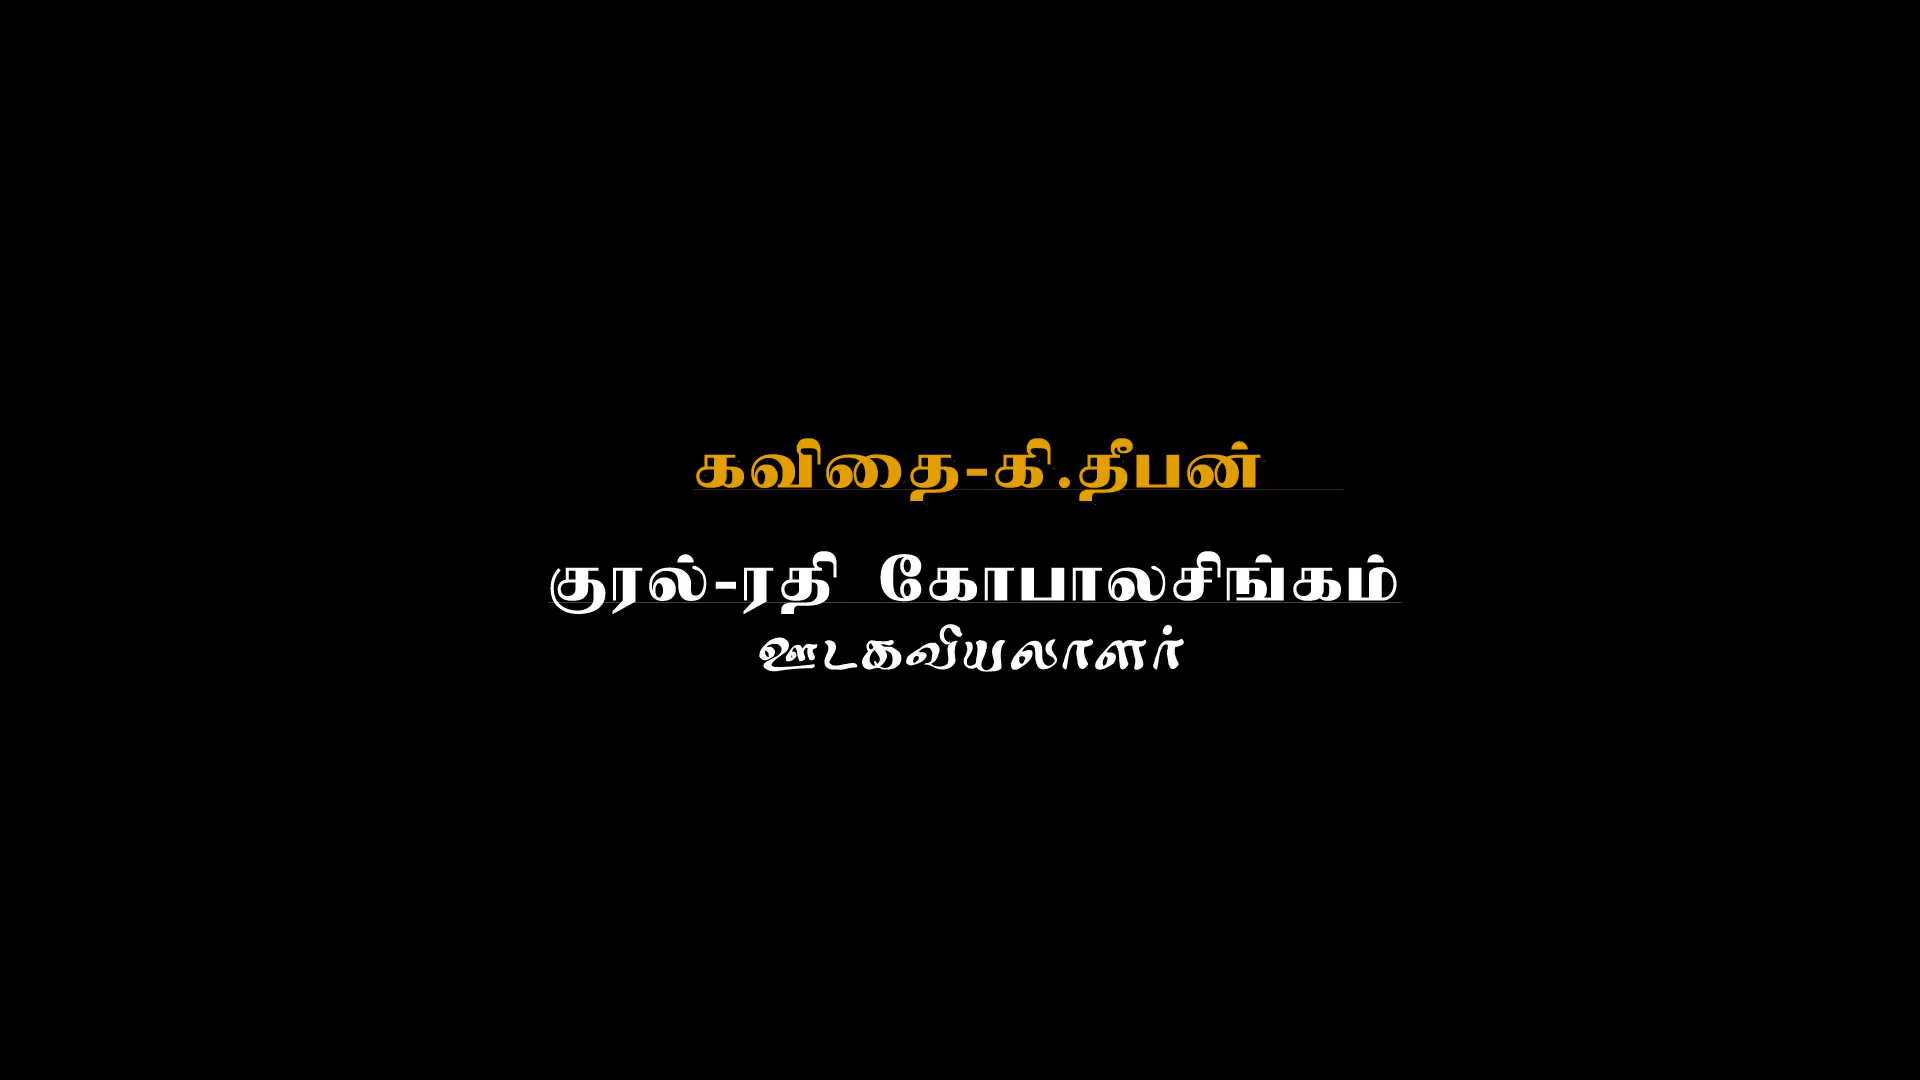 கவிதை-கி.தீபன்
குரல்-ரதி கோபாலசிங்கம்
ஊடகவியலாளர்